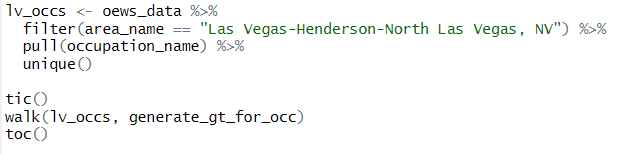 lv_occs <- oews_data %>%
  filter(area_name == "Las Vegas-Henderson-North Las Vegas, NV") %>%
  pull(occupation_name) %>%
  unique()

tic()
walk(lv_occs, generate_gt_for_occ)
toc()